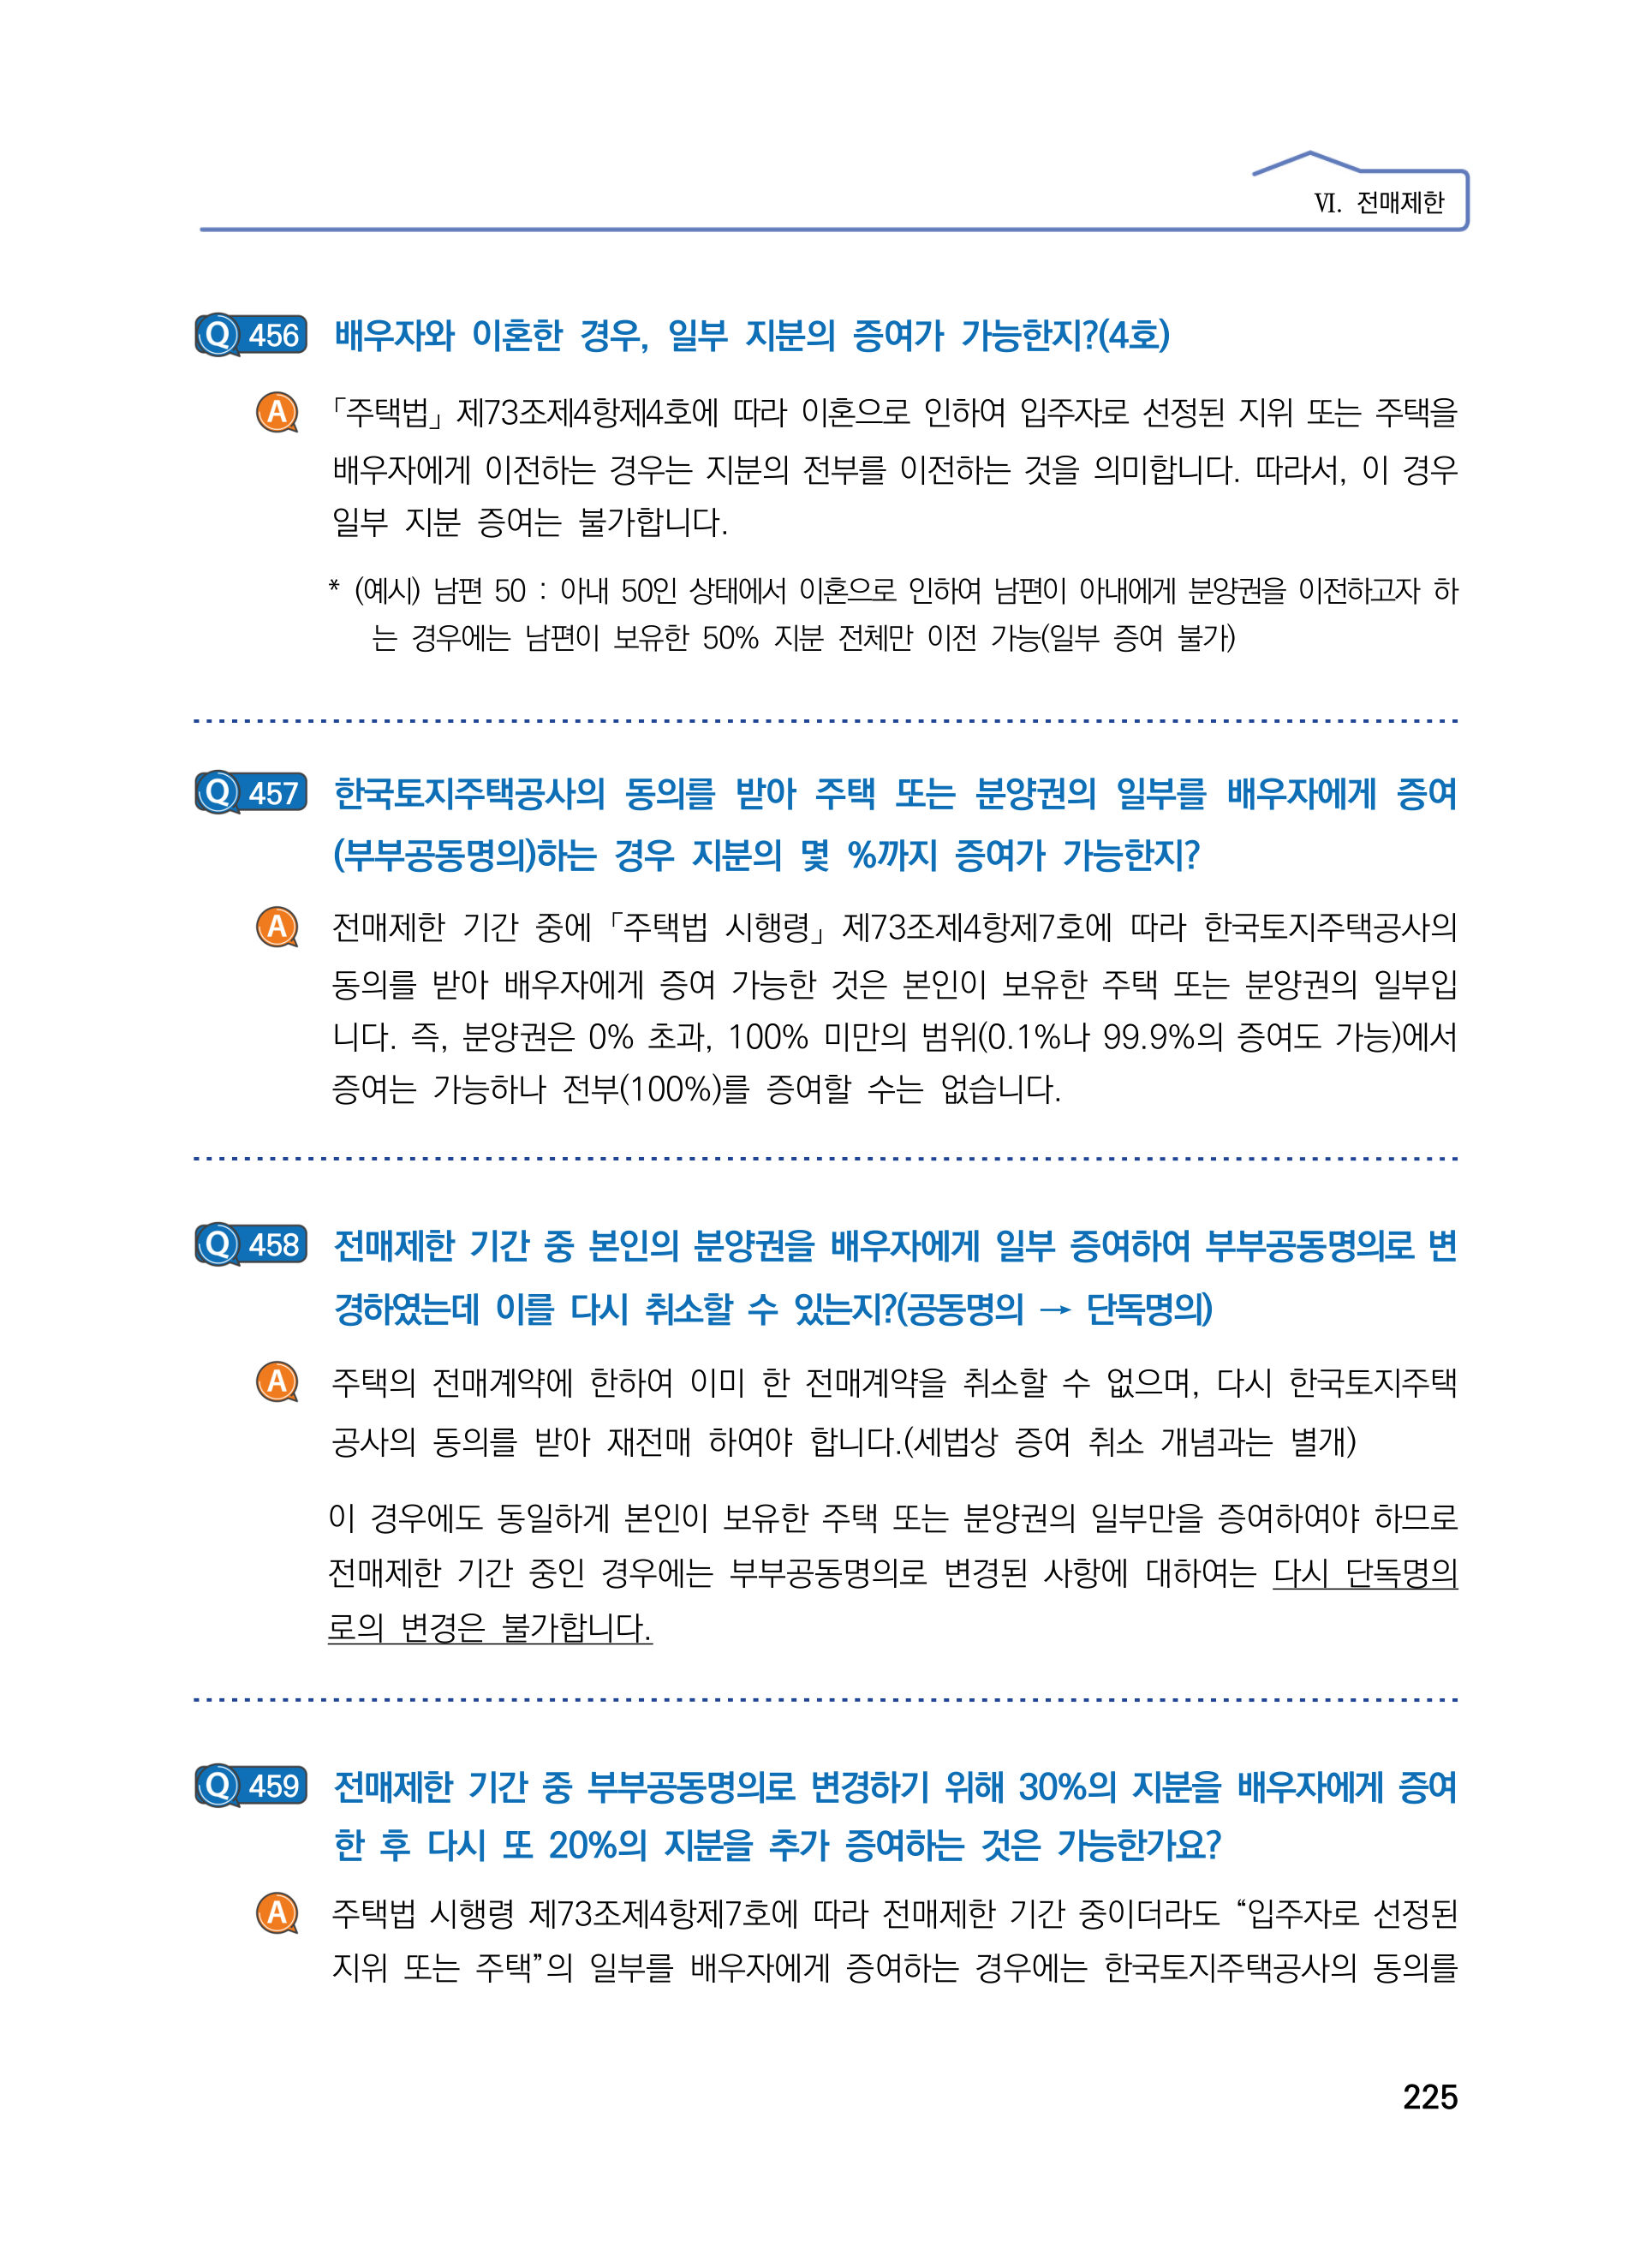 Ⅵ. 전매제한
Q 456 배우자와 이혼한 경우, 일부 지분의 증여가 가능한지?(4호)
A 「주택법」 제73조제4항제4호에 따라 이혼으로 인하여 입주자로 선정된 지위 또는 주택을
배우자에게 이전하는 경우는 지분의 전부를 이전하는 것을 의미합니다. 따라서, 이 경우
일부 지분 증여는 불가합니다.
* (예시) 남편 50 : 아내 50인 상태에서 이혼으로 인하여 남편이 아내에게 분양권을 이전하고자 하
는 경우에는 남편이 보유한 50% 지분 전체만 이전 가능(일부 증여 불가)
Q 457 한국토지주택공사의 동의를 받아 주택 또는 분양권의 일부를 배우자에게 증여
(부부공동명의)하는 경우 지분의 몇 %까지 증여가 가능한지?
A 전매제한 기간 중에 「주택법 시행령」 제73조제4항제7호에 따라 한국토지주택공사의
동의를 받아 배우자에게 증여 가능한 것은 본인이 보유한 주택 또는 분양권의 일부입
니다. 즉, 분양권은 0% 초과, 100% 미만의 범위(0.1%나 99.9%의 증여도 가능)에서
증여는 가능하나 전부(100%)를 증여할 수는 없습니다.
Q 458 전매제한 기간 중 본인의 분양권을 배우자에게 일부 증여하여 부부공동명의로 변
경하였는데 이를 다시 취소할 수 있는지?(공동명의 → 단독명의)
A 주택의 전매계약에 한하여 이미 한 전매계약을 취소할 수 없으며, 다시 한국토지주택
공사의 동의를 받아 재전매 하여야 합니다.(세법상 증여 취소 개념과는 별개)
이 경우에도 동일하게 본인이 보유한 주택 또는 분양권의 일부만을 증여하여야 하므로
전매제한 기간 중인 경우에는 부부공동명의로 변경된 사항에 대하여는 다시 단독명의
로의 변경은 불가합니다.
Q 459 전매제한 기간 중 부부공동명의로 변경하기 위해 30%의 지분을 배우자에게 증여
한 후 다시 또 20%의 지분을 추가 증여하는 것은 가능한가요?
A 주택법 시행령 제73조제4항제7호에 따라 전매제한 기간 중이더라도 “입주자로 선정된
지위 또는 주택”의 일부를 배우자에게 증여하는 경우에는 한국토지주택공사의 동의를
225